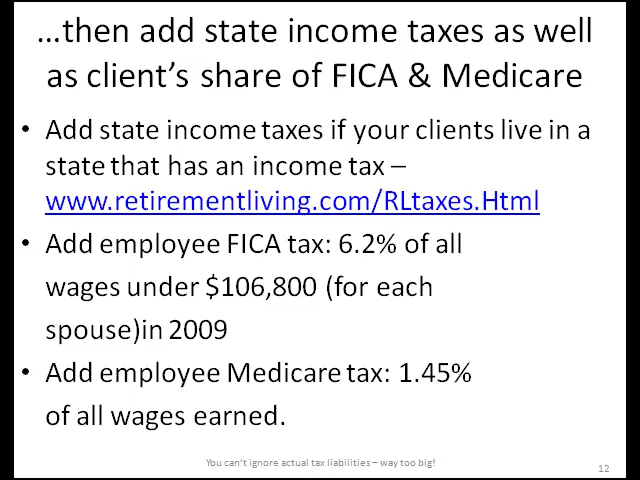 …then add state income taxes as well
as client’s share of FICA & Medicare
• Add state income taxes if your clients live in a
state that has an income tax –
www.retirementliving.com/RLtaxes.Html
• Add employee FICA tax: 6.2% of all
wages under $106,800 (for each
spouse)in 2009
• Add employee Medicare tax: 1.45%
of all wages earned.
You can’t ignore actual tax liabilities – way too big!
12